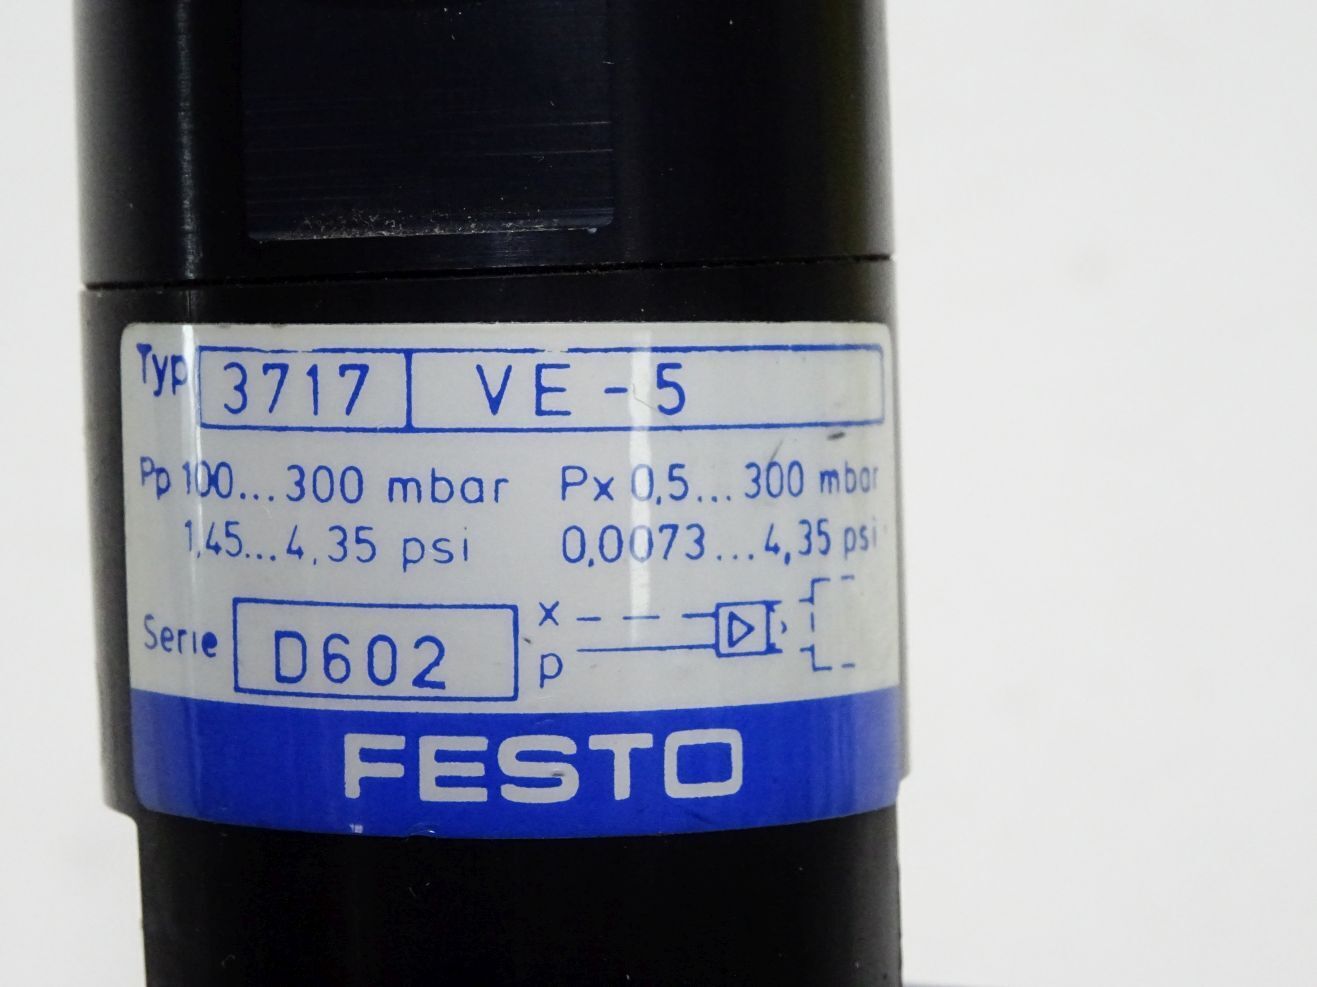 Typ 3717 VE-5
Pp 100...300 mbar Px 0,5...300 mbar
1,45...4,35 psi 0,0073...4,35 psi
x
Serie D602
p
FESTO